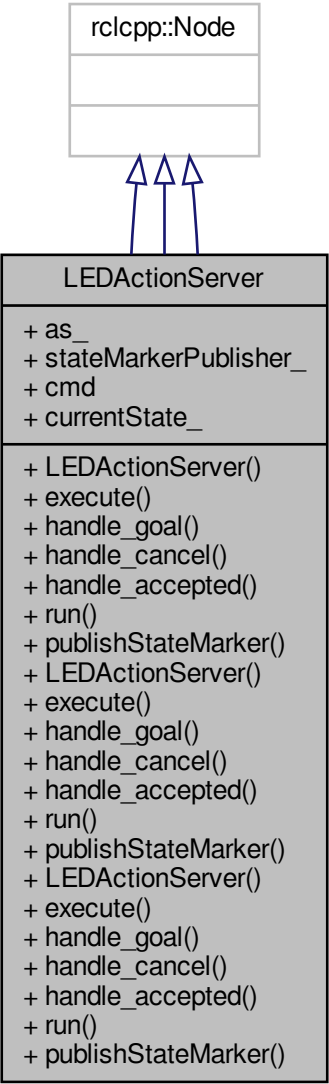 rclcpp::Node
LEDActionServer
+ as_
+ stateMarkerPublisher_
+ cmd
+ currentState_
+ LEDActionServer()
+ execute()
+ handle_goal()
+ handle_cancel()
+ handle_accepted()
+ run()
+ publishStateMarker()
+ LEDActionServer()
+ execute()
+ handle_goal()
+ handle_cancel()
+ handle_accepted()
+ run()
+ publishStateMarker()
+ LEDActionServer()
+ execute()
+ handle_goal()
+ handle_cancel()
+ handle_accepted()
+ run()
+ publishStateMarker()